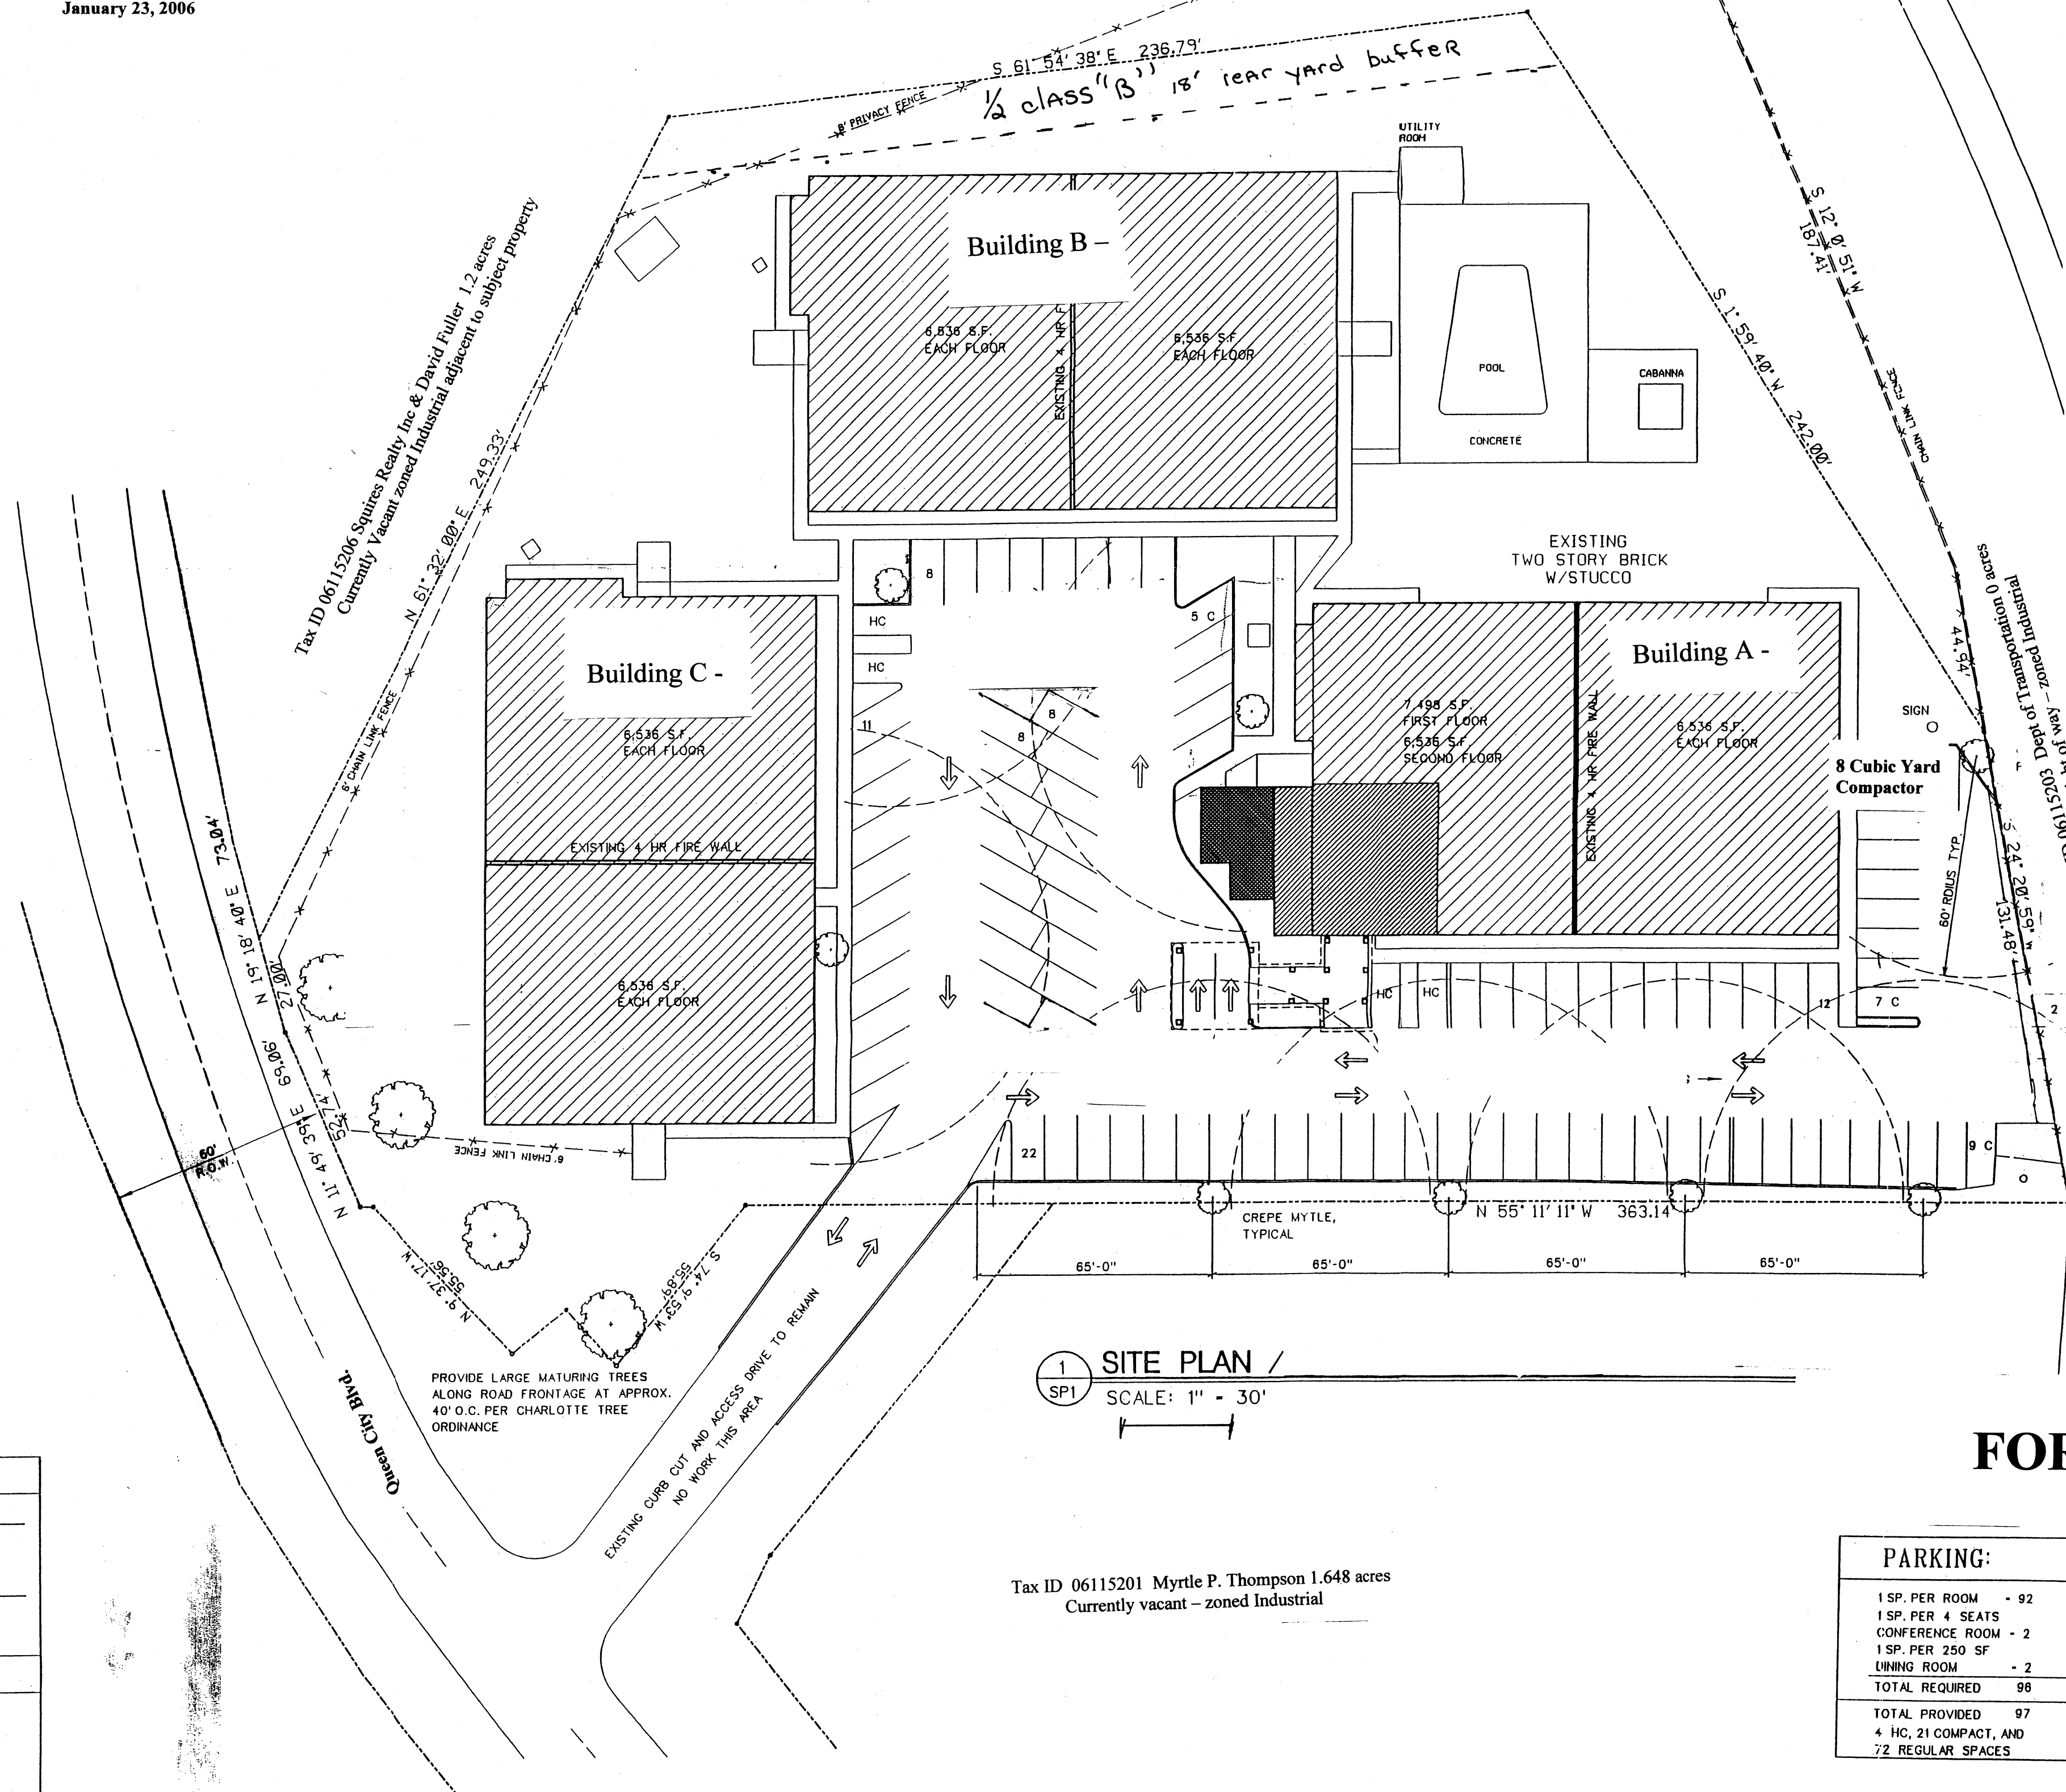 January 23, 2006
S 61° 54' 38" E 236.79'
8' PRIVACY FENCE
1/2 clASS "B" 18' reAr yArd buffeR
UTILITY
ROOM
Building B –
6,536 S.F.
EACH FLOOR
EXISTING 4 HR F
6,536 S.F.
EACH FLOOR
POOL
CONCRETE
CABANNA
S 12° 0' 51" W
187.41'
S 1° 59' 40" W 242.00'
CHAIN LINK FENCE
Tax ID 06115206 Squires Realty Inc & David Fuller 1.2 acres
Currently Vacant zoned Industrial adjacent to subject property
N 61° 32' 00" E 249.33'
6' CHAIN LINK FENCE
EXISTING
TWO STORY BRICK
W/STUCCO
8
HC
HC
11
5 C
8
8
Building C -
6,536 S.F.
EACH FLOOR
EXISTING 4 HR FIRE WALL
6,536 S.F.
EACH FLOOR
Building A -
7,498 S.F.
FIRST FLOOR
6,536 S.F.
SECOND FLOOR
EXISTING 4 HR FIRE WALL
6,536 S.F.
EACH FLOOR
SIGN
8 Cubic Yard
Compactor
44.94'
06115203 Dept of Transportation 0 acres
of way – zoned Industrial
60' RDIUS TYP.
S 24° 20' 59" W
131.48'
HC
HC
12
7 C
2
N 19° 18' 40" E 73.04'
27.00'
N 11° 49' 39" E 69.06'
52.74'
60'
R.O.W.
6' CHAIN LINK FENCE
22
9 C
CREPE MYTLE,
TYPICAL
N 55° 11' 11" W 363.14'
65'-0"
65'-0"
65'-0"
65'-0"
N 9° 37' 17" W
55.56'
S 74° 9' 53" W
55.89'
PROVIDE LARGE MATURING TREES
ALONG ROAD FRONTAGE AT APPROX.
40' O.C. PER CHARLOTTE TREE
ORDINANCE
Queen City Blvd.
EXISTING CURB CUT AND ACCESS DRIVE TO REMAIN
NO WORK THIS AREA
1
SP1
SITE PLAN /
SCALE: 1" - 30'
FOR
Tax ID 06115201 Myrtle P. Thompson 1.648 acres
Currently vacant – zoned Industrial
PARKING:
1 SP. PER ROOM - 92
1 SP. PER 4 SEATS
CONFERENCE ROOM - 2
1 SP. PER 250 SF
DINING ROOM - 2
TOTAL REQUIRED 96
TOTAL PROVIDED 97
4 HC, 21 COMPACT, AND
72 REGULAR SPACES